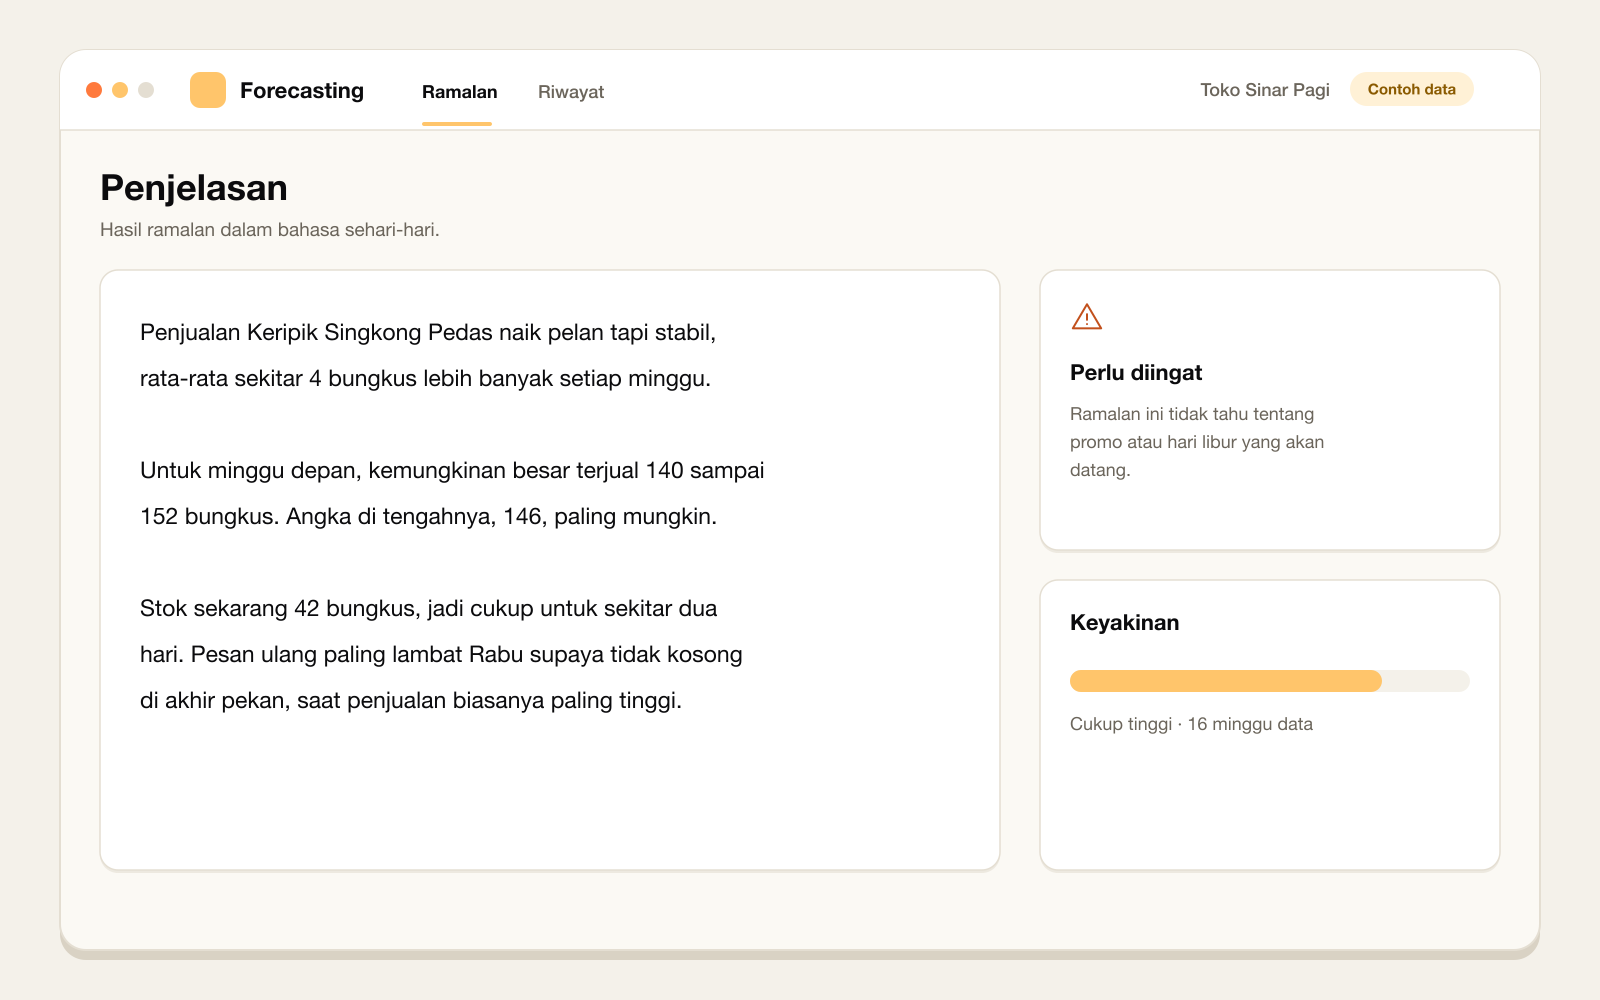 Forecasting
Ramalan
Riwayat
Toko Sinar Pagi
Contoh data
Penjelasan
Hasil ramalan dalam bahasa sehari-hari.
Penjualan Keripik Singkong Pedas naik pelan tapi stabil,
rata-rata sekitar 4 bungkus lebih banyak setiap minggu.
Untuk minggu depan, kemungkinan besar terjual 140 sampai
152 bungkus. Angka di tengahnya, 146, paling mungkin.
Stok sekarang 42 bungkus, jadi cukup untuk sekitar dua
hari. Pesan ulang paling lambat Rabu supaya tidak kosong
di akhir pekan, saat penjualan biasanya paling tinggi.
Perlu diingat
Ramalan ini tidak tahu tentang
promo atau hari libur yang akan
datang.
Keyakinan
Cukup tinggi · 16 minggu data